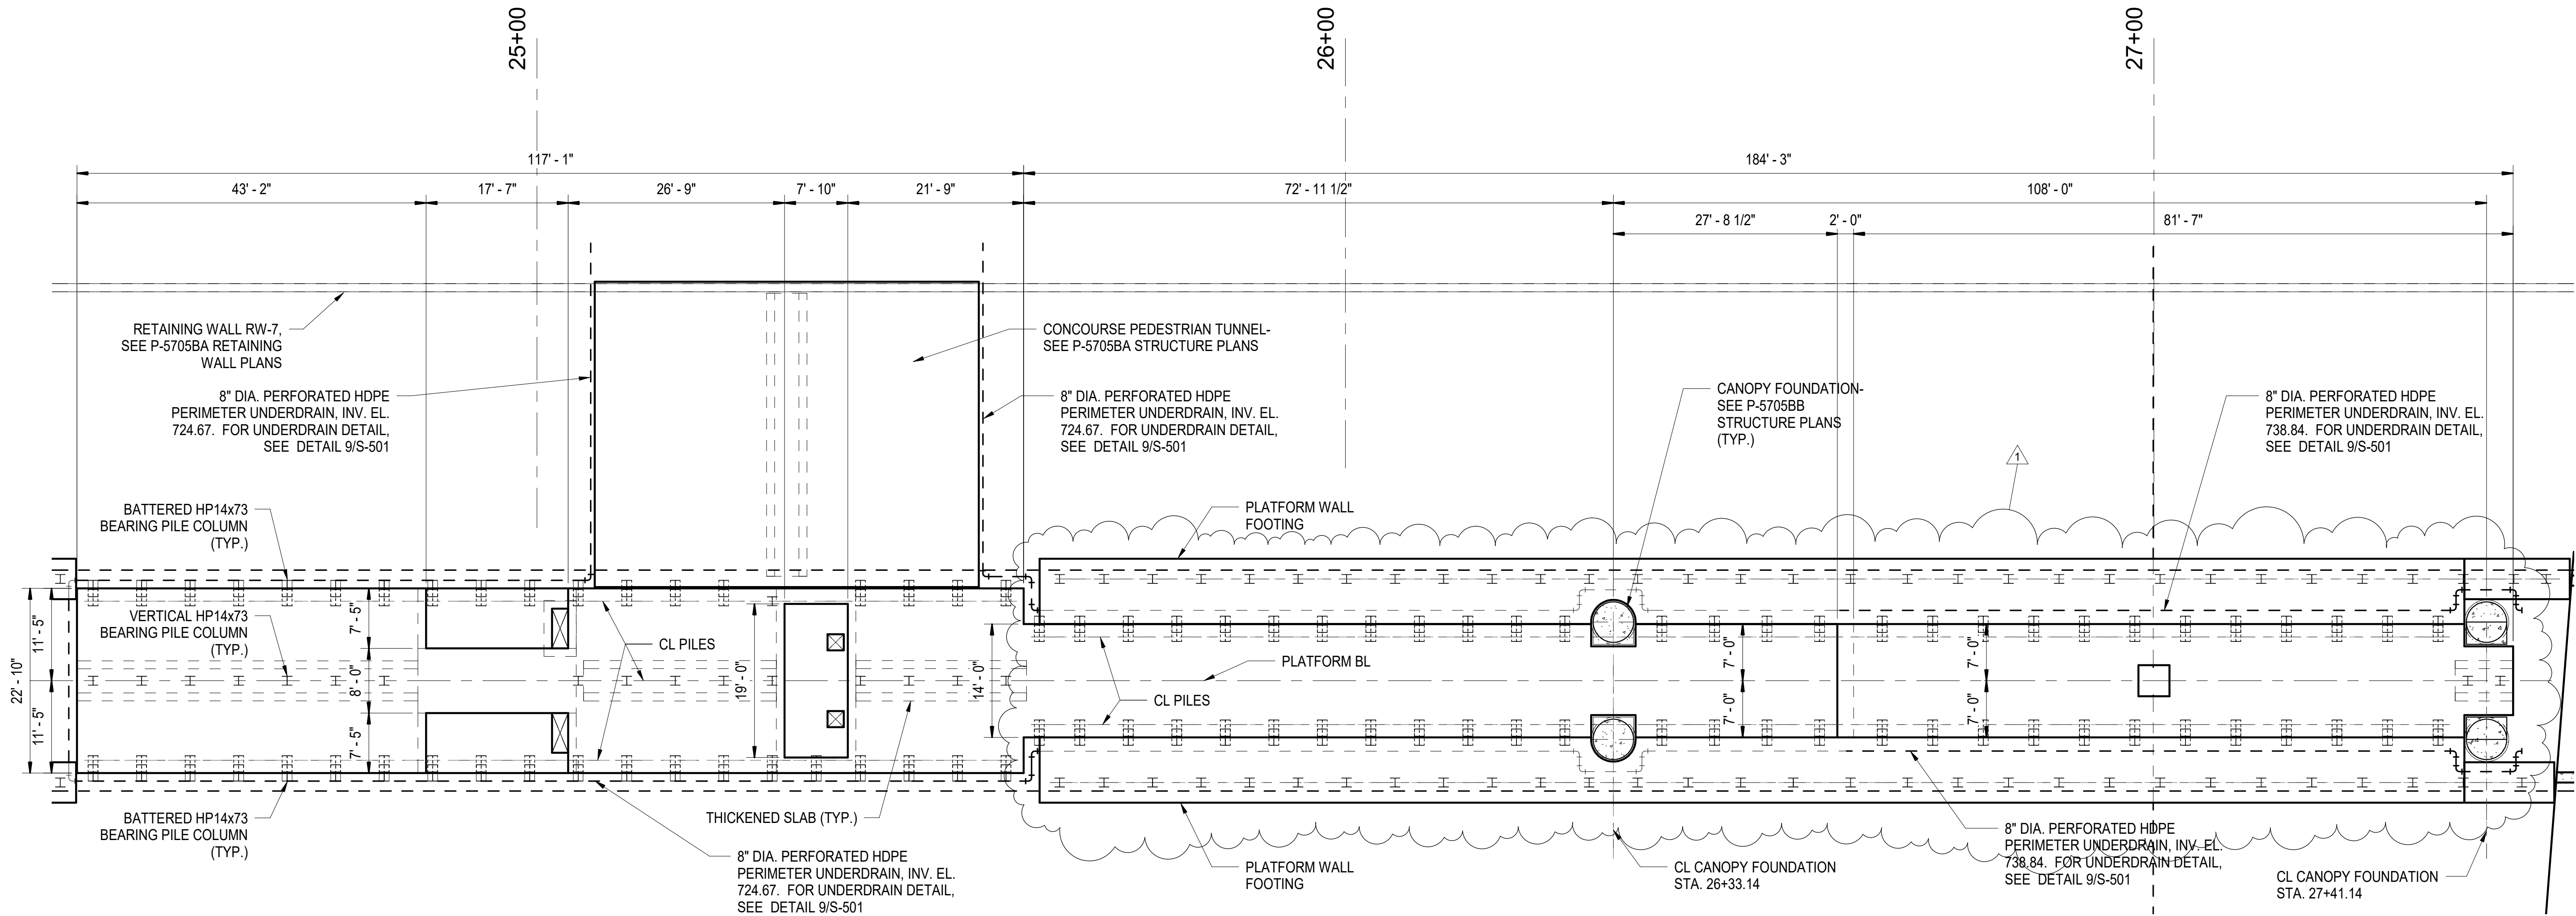 25+00
26+00
27+00
117' - 1"
184' - 3"
43' - 2"
17' - 7"
26' - 9"
7' - 10"
21' - 9"
72' - 11 1/2"
108' - 0"
27' - 8 1/2"
2' - 0"
81' - 7"
RETAINING WALL RW-7,
SEE P-5705BA RETAINING
WALL PLANS
CONCOURSE PEDESTRIAN TUNNEL-
SEE P-5705BA STRUCTURE PLANS
8" DIA. PERFORATED HDPE
PERIMETER UNDERDRAIN, INV. EL.
724.67. FOR UNDERDRAIN DETAIL,
SEE DETAIL 9/S-501
8" DIA. PERFORATED HDPE
PERIMETER UNDERDRAIN, INV. EL.
724.67. FOR UNDERDRAIN DETAIL,
SEE DETAIL 9/S-501
CANOPY FOUNDATION-
SEE P-5705BB
STRUCTURE PLANS
(TYP.)
8" DIA. PERFORATED HDPE
PERIMETER UNDERDRAIN, INV. EL.
738.84. FOR UNDERDRAIN DETAIL,
SEE DETAIL 9/S-501
1
BATTERED HP14x73
BEARING PILE COLUMN
(TYP.)
PLATFORM WALL
FOOTING
VERTICAL HP14x73
BEARING PILE COLUMN
(TYP.)
22' - 10"
11' - 5"
11' - 5"
7' - 5"
8' - 0"
7' - 5"
CL PILES
19' - 0"
14' - 0"
PLATFORM BL
CL PILES
7' - 0"
7' - 0"
7' - 0"
7' - 0"
BATTERED HP14x73
BEARING PILE COLUMN
(TYP.)
THICKENED SLAB (TYP.)
8" DIA. PERFORATED HDPE
PERIMETER UNDERDRAIN, INV. EL.
724.67. FOR UNDERDRAIN DETAIL,
SEE DETAIL 9/S-501
PLATFORM WALL
FOOTING
CL CANOPY FOUNDATION
STA. 26+33.14
8" DIA. PERFORATED HDPE
PERIMETER UNDERDRAIN, INV. EL.
738.84. FOR UNDERDRAIN DETAIL,
SEE DETAIL 9/S-501
CL CANOPY FOUNDATION
STA. 27+41.14